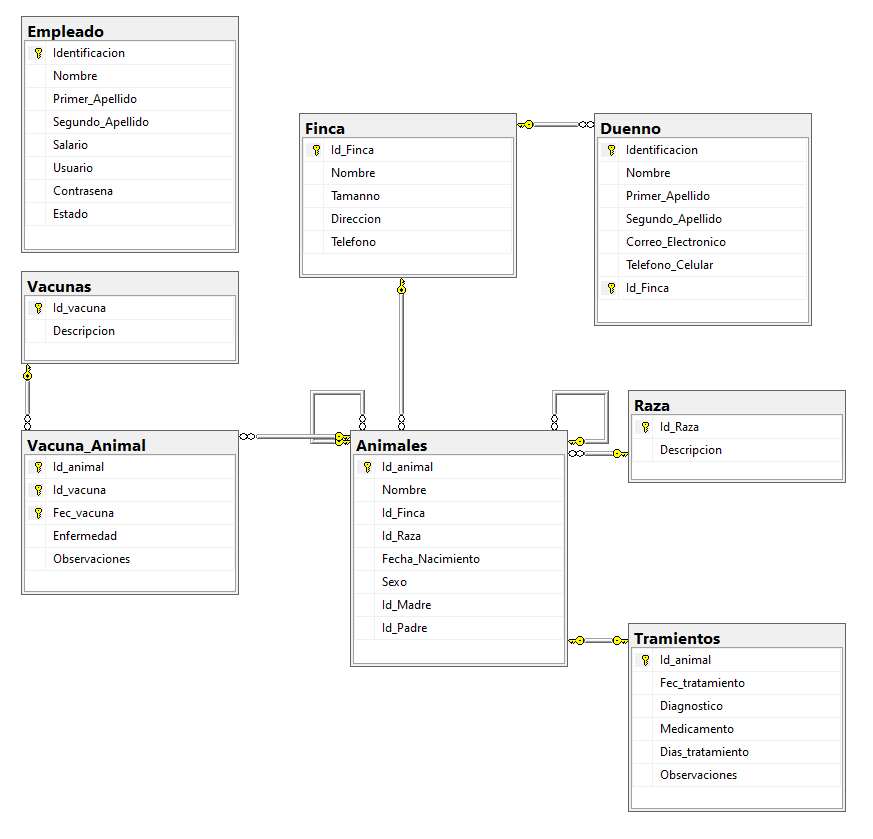 Empleado
Identificacion
Nombre
Primer_Apellido
Segundo_Apellido
Salario
Usuario
Contrasena
Estado
Finca
Id_Finca
Nombre
Tamanno
Direccion
Telefono
Duenno
Identificacion
Nombre
Primer_Apellido
Segundo_Apellido
Correo_Electronico
Telefono_Celular
Id_Finca
Vacunas
Id_vacuna
Descripcion
Vacuna_Animal
Id_animal
Id_vacuna
Fec_vacuna
Enfermedad
Observaciones
Animales
Id_animal
Nombre
Id_Finca
Id_Raza
Fecha_Nacimiento
Sexo
Id_Madre
Id_Padre
Raza
Id_Raza
Descripcion
Tramientos
Id_animal
Fec_tratamiento
Diagnostico
Medicamento
Dias_tratamiento
Observaciones